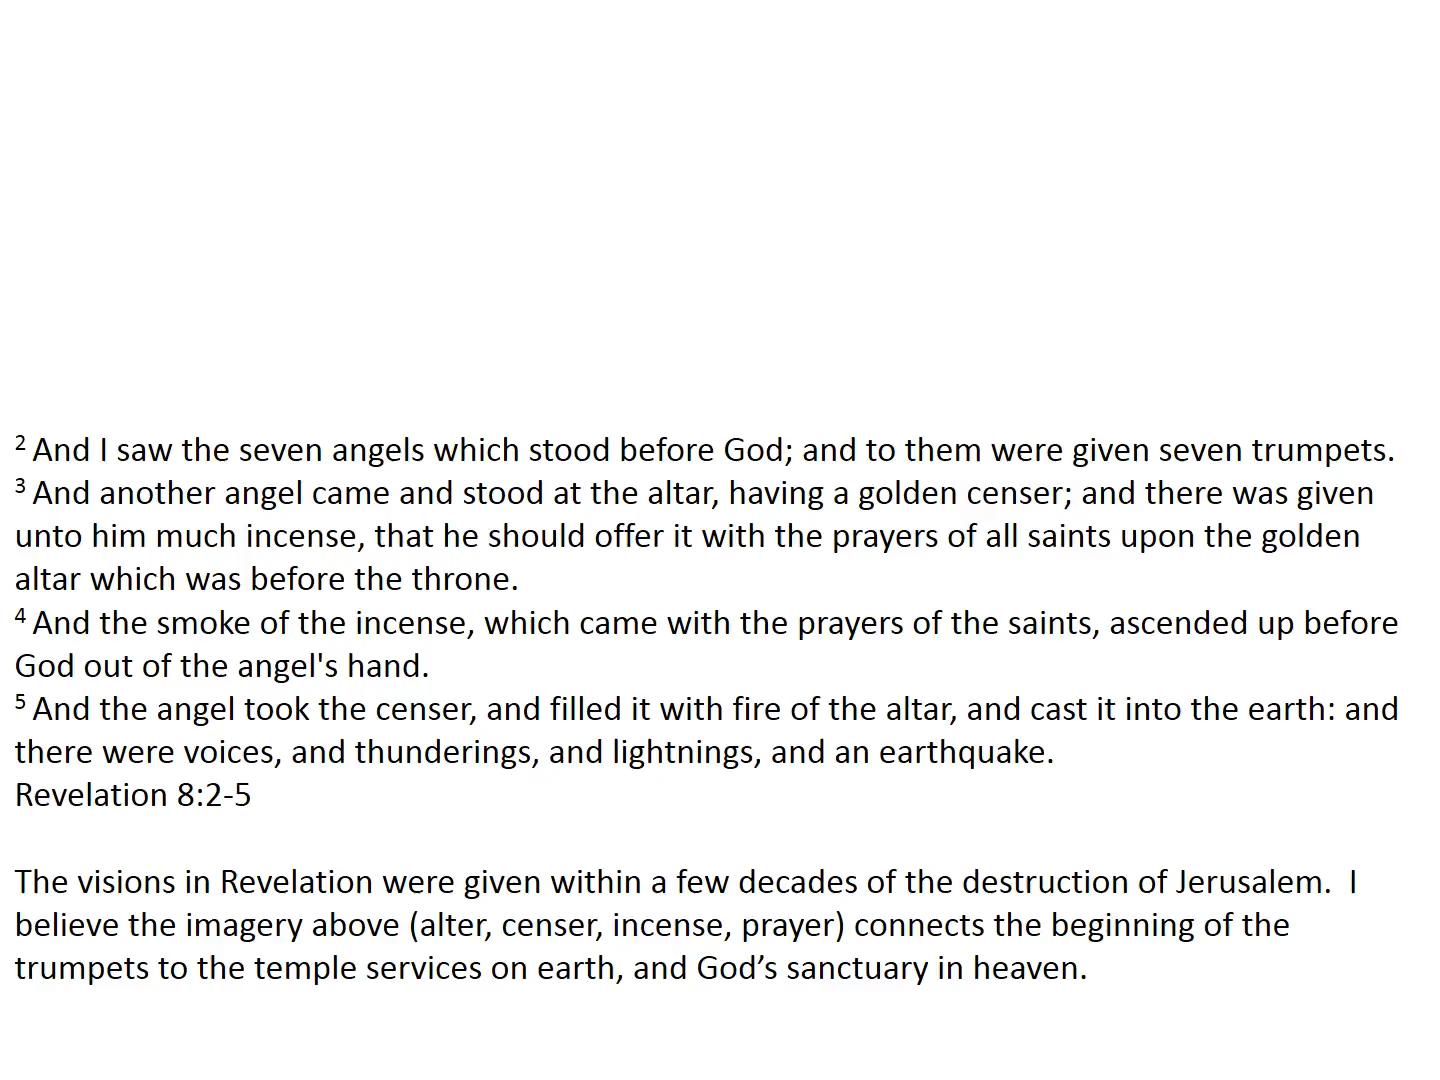 2 And I saw the seven angels which stood before God; and to them were given seven trumpets.
3 And another angel came and stood at the altar, having a golden censer; and there was given
unto him much incense, that he should offer it with the prayers of all saints upon the golden
altar which was before the throne.
4 And the smoke of the incense, which came with the prayers of the saints, ascended up before
God out of the angel's hand.
5 And the angel took the censer, and filled it with fire of the altar, and cast it into the earth: and
there were voices, and thunderings, and lightnings, and an earthquake.
Revelation 8:2-5
The visions in Revelation were given within a few decades of the destruction of Jerusalem.  I
believe the imagery above (alter, censer, incense, prayer) connects the beginning of the
trumpets to the temple services on earth, and God’s sanctuary in heaven.